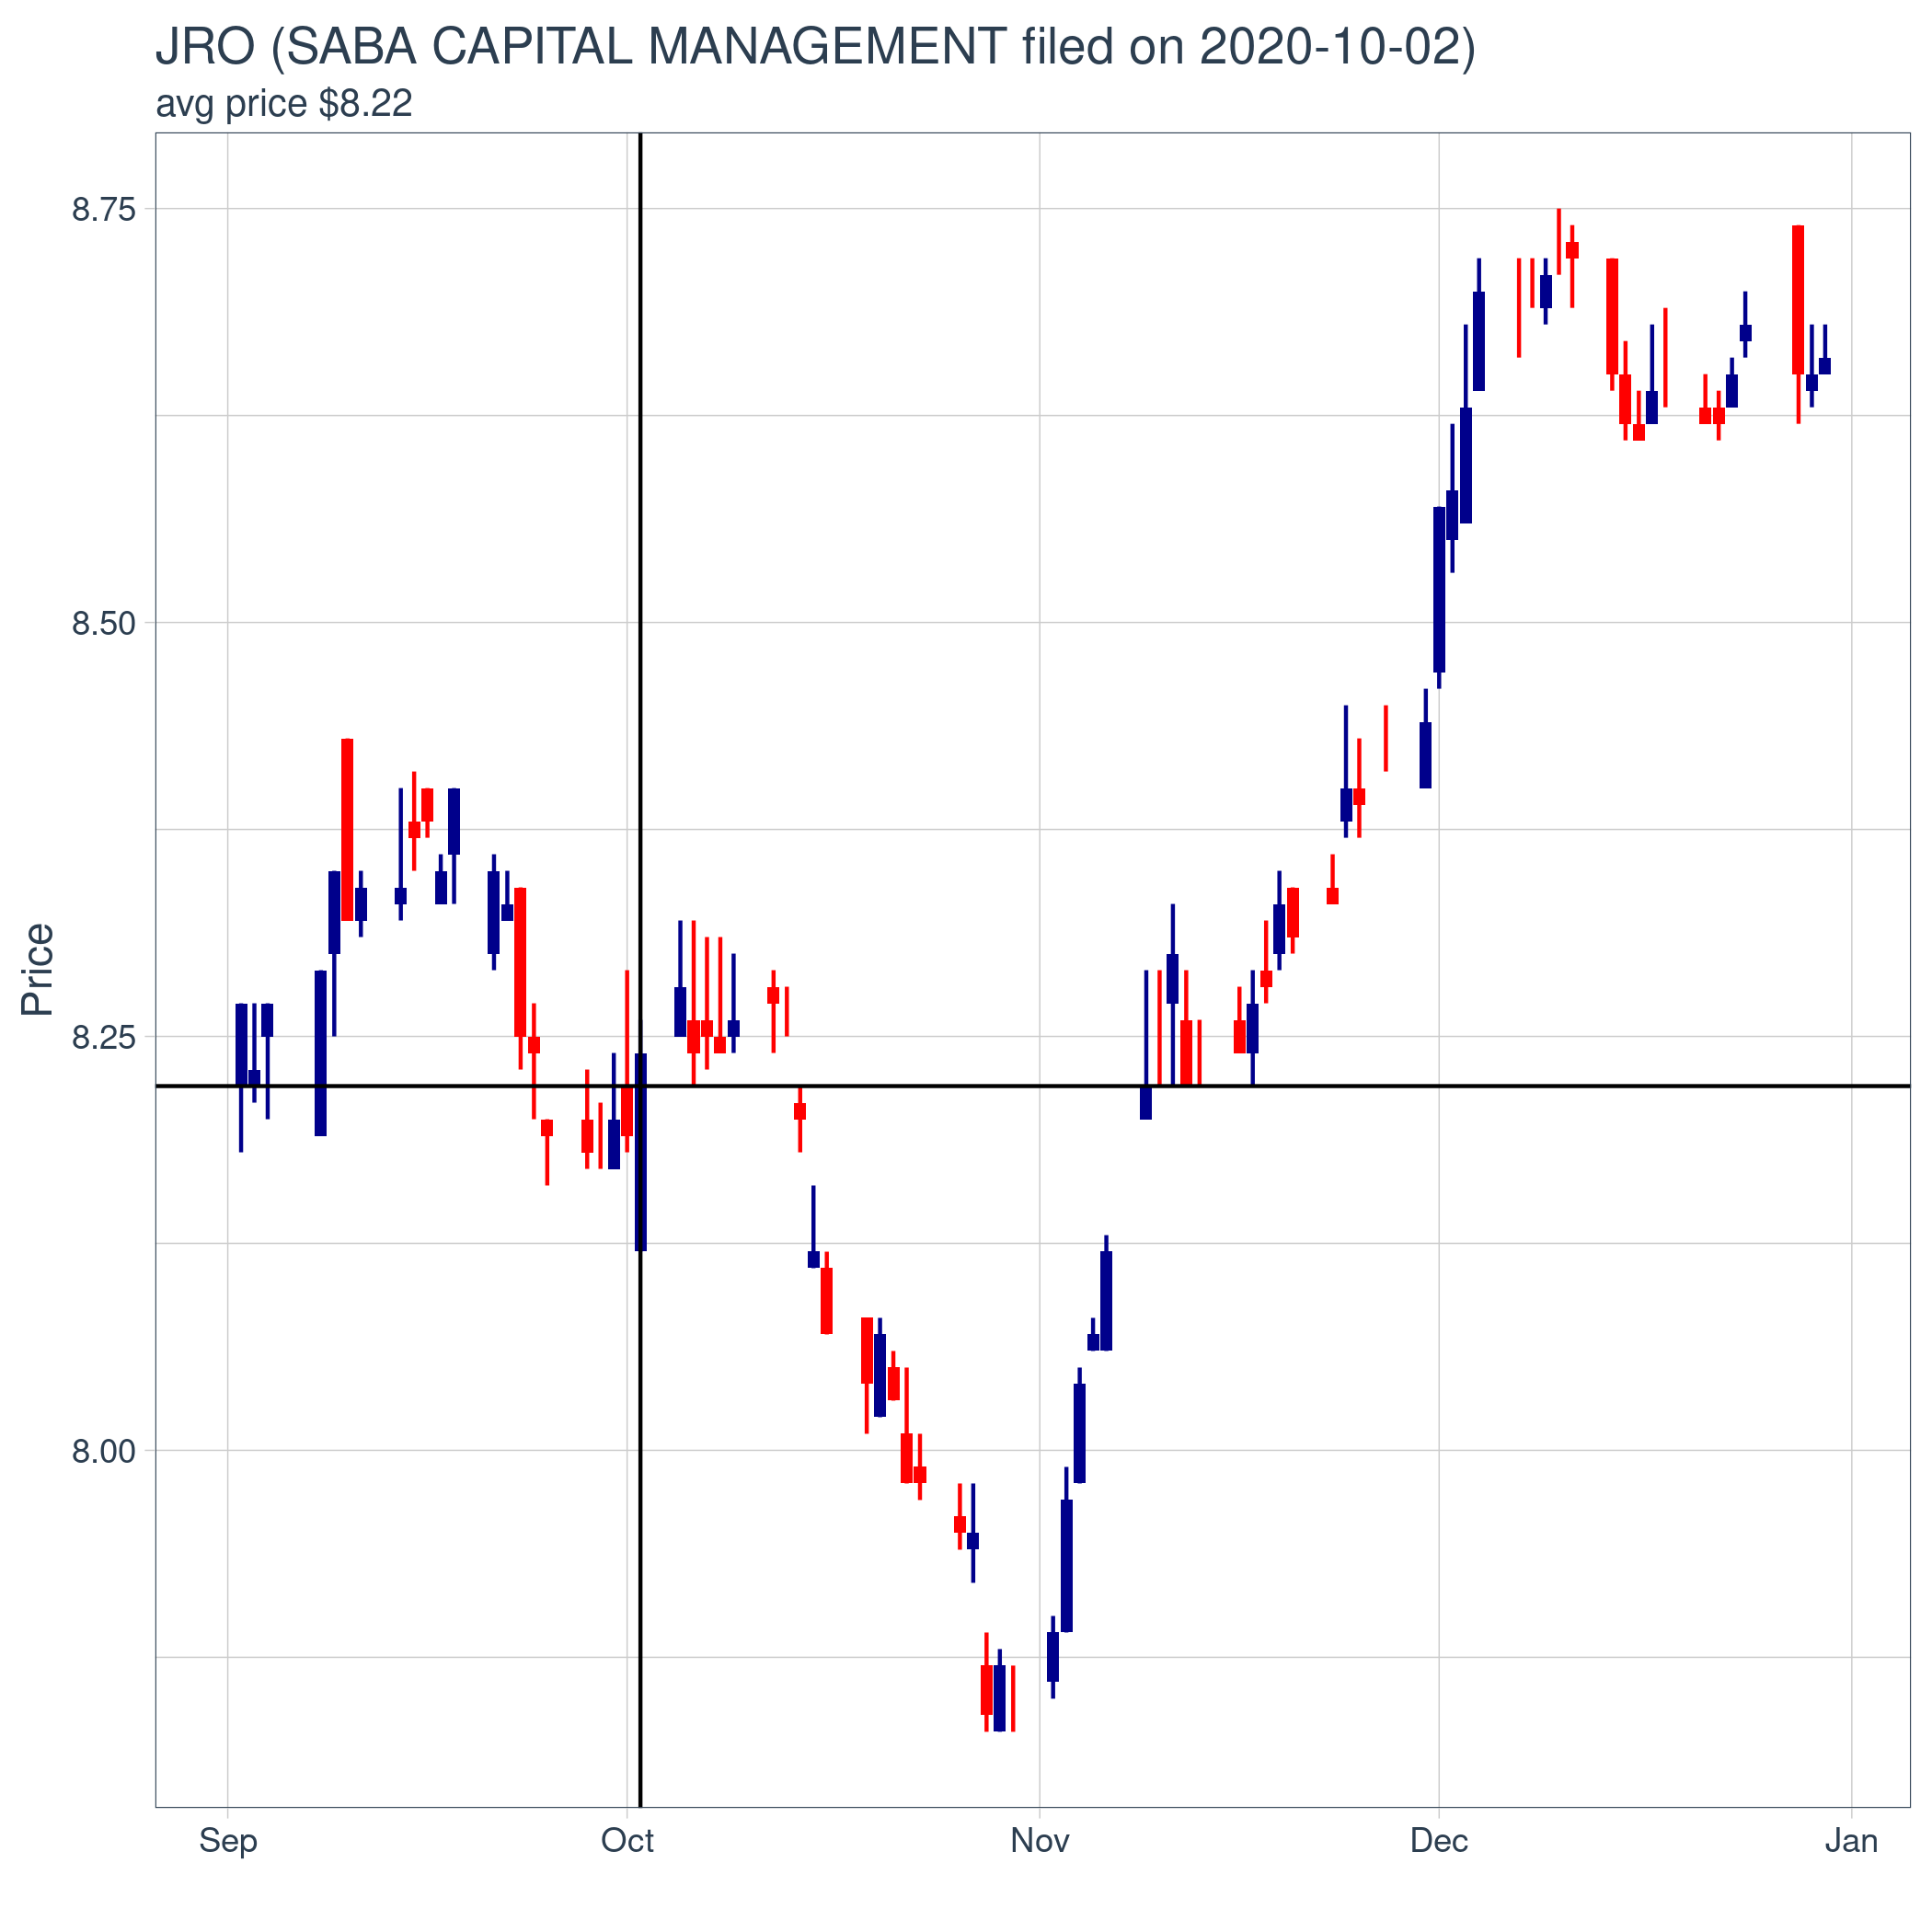 JRO (SABA CAPITAL MANAGEMENT filed on 2020-10-02)
avg price $8.22
8.75
8.50
8.25
8.00
Price
Sep Oct Nov Dec Jan